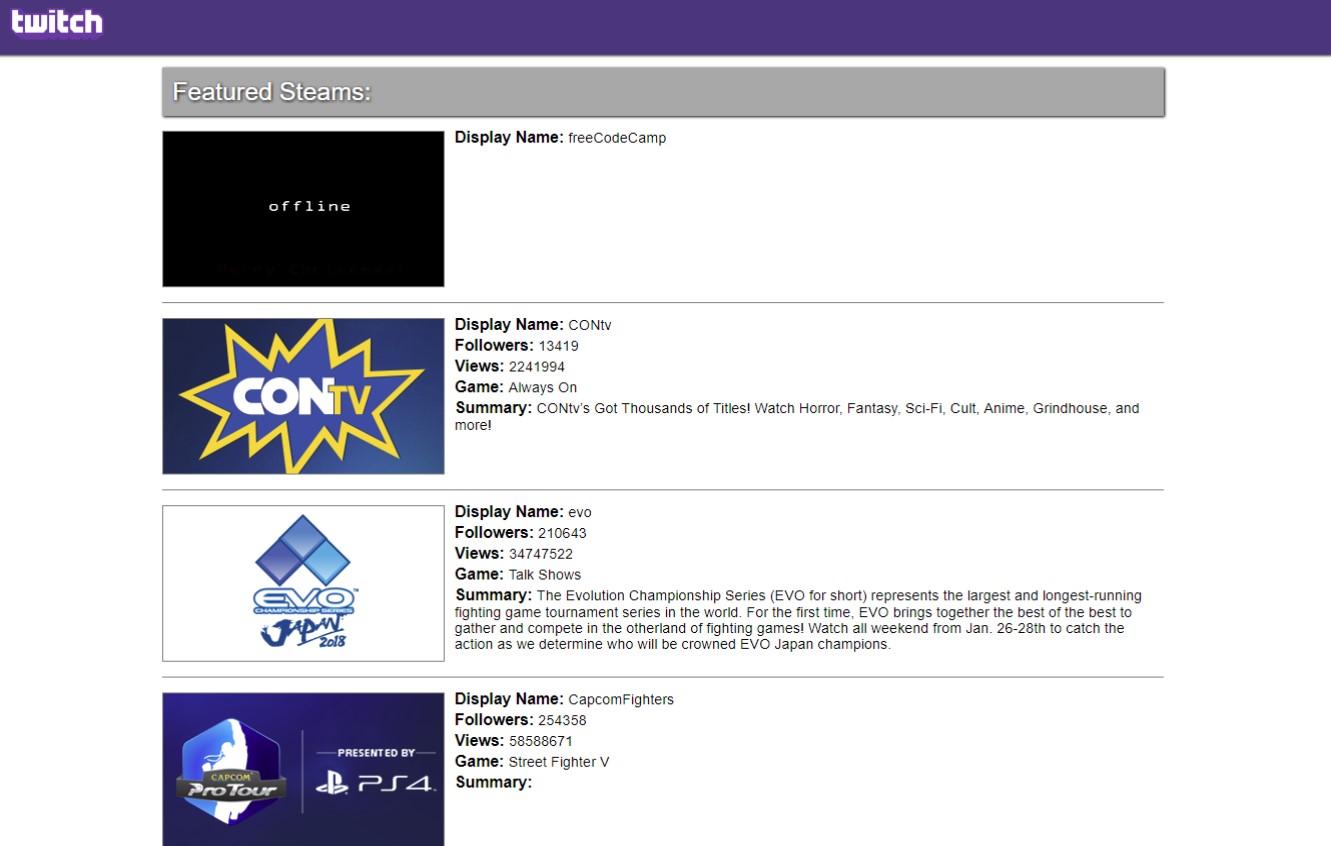 twitch
Featured Steams:
offline
Display Name: freeCodeCamp
CONTV
Display Name: CONtv
Followers: 13419
Views: 2241994
Game: Always On
Summary: CONtv's Got Thousands of Titles! Watch Horror, Fantasy, Sci-Fi, Cult, Anime, Grindhouse, and
more!
EVO™
CHAMPIONSHIP SERIES
JAPAN
2018
Display Name: evo
Followers: 210643
Views: 34747522
Game: Talk Shows
Summary: The Evolution Championship Series (EVO for short) represents the largest and longest-running
fighting game tournament series in the world. For the first time, EVO brings together the best of the best to
gather and compete in the otherland of fighting games! Watch all weekend from Jan. 26-28th to catch the
action as we determine who will be crowned EVO Japan champions.
CAPCOM
Pro Tour
PRESENTED BY
PS4
Display Name: CapcomFighters
Followers: 254358
Views: 58588671
Game: Street Fighter V
Summary: